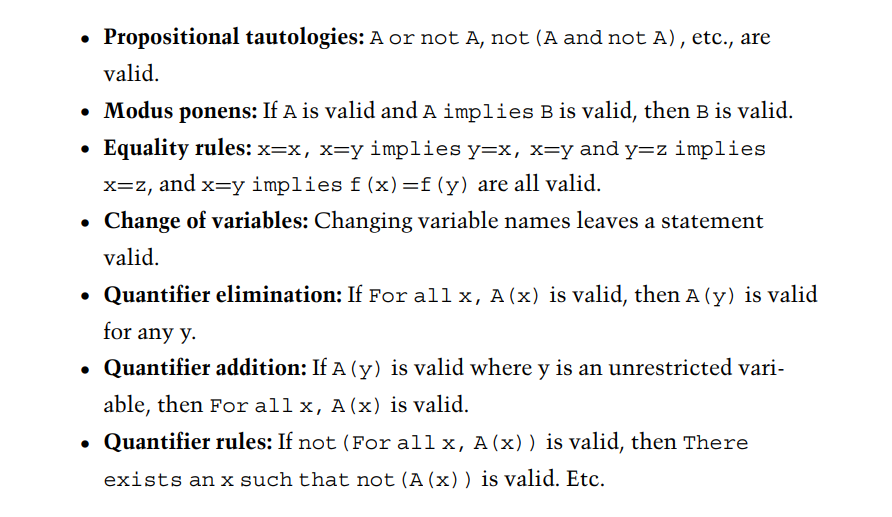 • Propositional tautologies: A or not A, not (A and not A), etc., are
valid.
• Modus ponens: If A is valid and A implies B is valid, then B is valid.
• Equality rules: x=x, x=y implies y=x, x=y and y=z implies
x=z, and x=y implies f(x)=f(y) are all valid.
• Change of variables: Changing variable names leaves a statement
valid.
• Quantifier elimination: If For all x, A(x) is valid, then A(y) is valid
for any y.
• Quantifier addition: If A(y) is valid where y is an unrestricted vari-
able, then For all x, A(x) is valid.
• Quantifier rules: If not (For all x, A(x)) is valid, then There
exists an x such that not (A(x)) is valid. Etc.